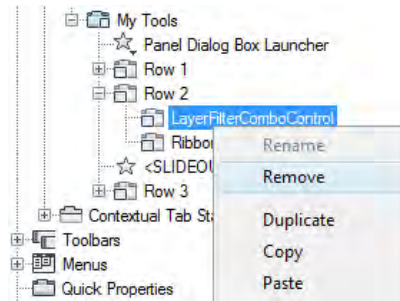 My Tools
Panel Dialog Box Launcher
Row 1
Row 2
LayerFilterComboControl
Rename
<SLIDEOU
Remove
Row 3
Contextual Tab
Duplicate
Toolbars
Copy
Menus
Paste
Quick Properties